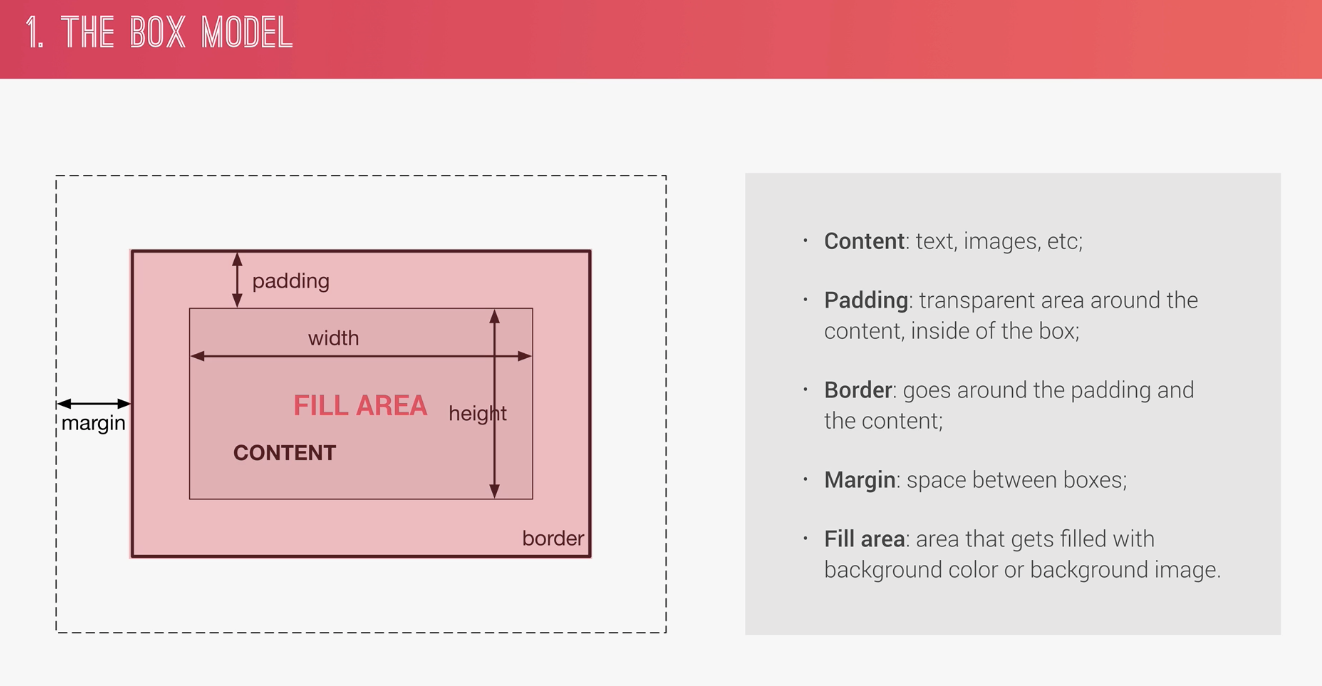 1. THE BOX MODEL
padding
width
FILL AREA
height
margin
CONTENT
border
• Content: text, images, etc;
• Padding: transparent area around the
content, inside of the box;
• Border: goes around the padding and
the content;
• Margin: space between boxes;
• Fill area: area that gets filled with
background color or background image.